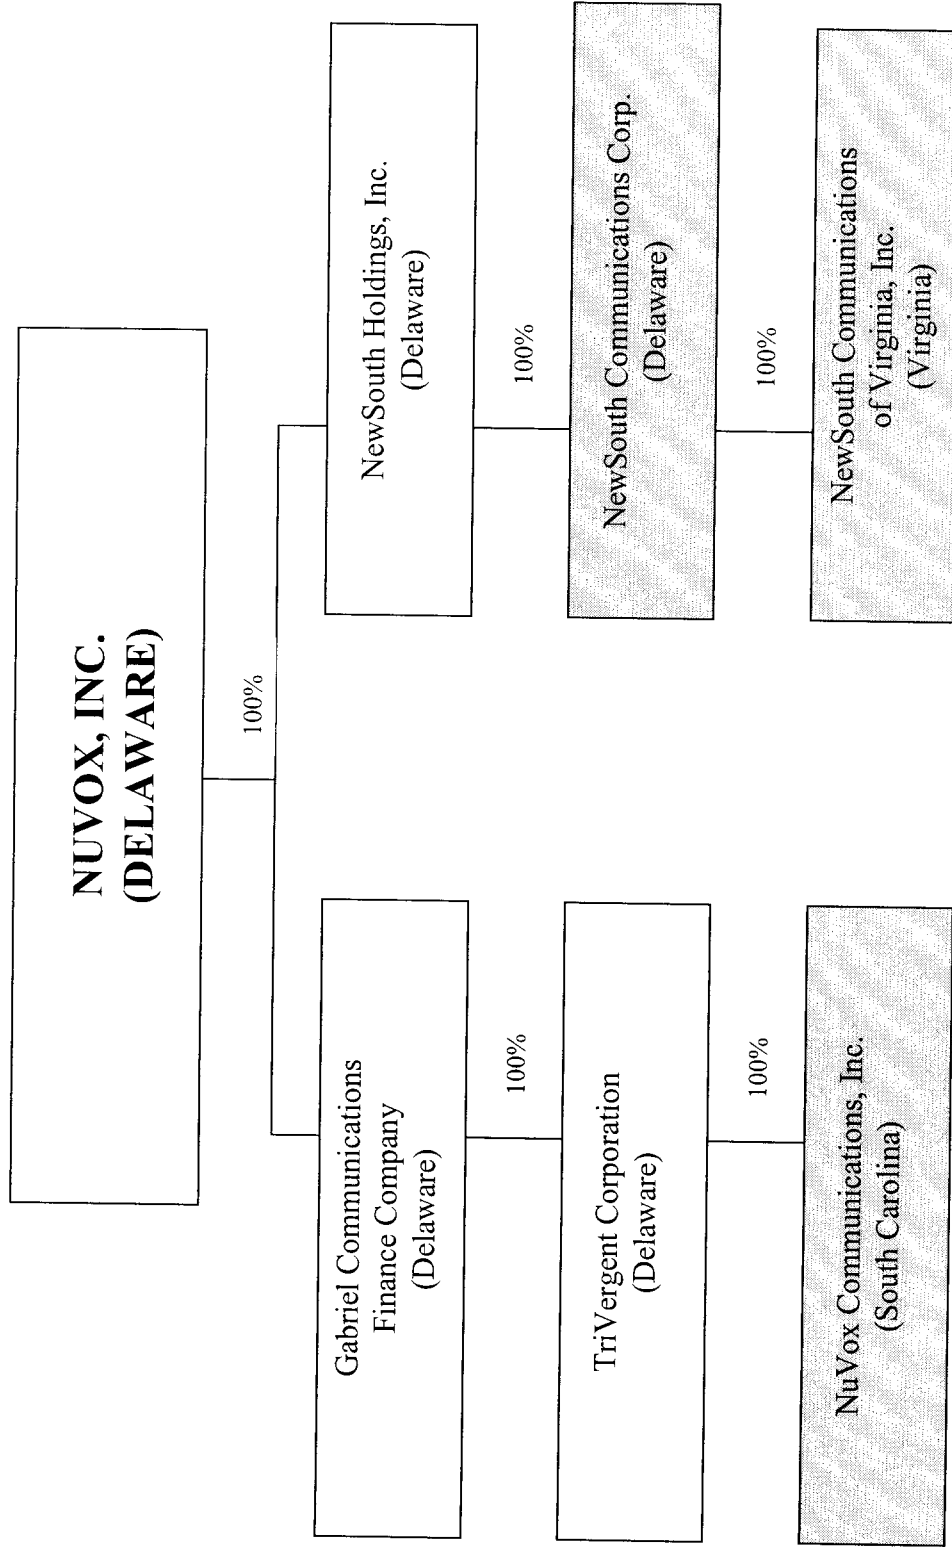 NUVOX, INC.
(DELAWARE)
100%
Gabriel Communications
Finance Company
(Delaware)
NewSouth Holdings, Inc.
(Delaware)
100%
100%
TriVergent Corporation
(Delaware)
NewSouth Communications Corp.
(Delaware)
100%
100%
NuVox Communications, Inc.
(South Carolina)
NewSouth Communications
of Virginia, Inc.
(Virginia)